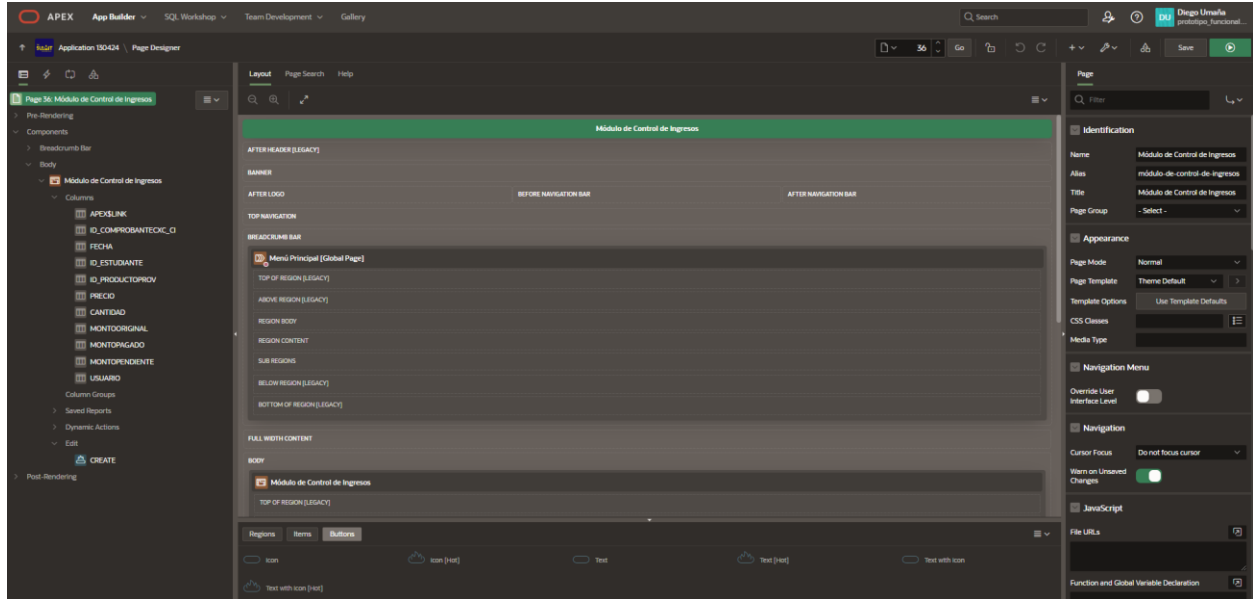 APEX App Builder SQL Workshop Team Development Gallery Search DU Diego Umaña
prototipo_funcional...
Application 130424 \ Page Designer 36 Go Save
Layout Page Search Help Page
Page 36: Módulo de Control de Ingresos
Filter
Pre-Rendering
Components
Breadcrumb Bar
Body
Módulo de Control de Ingresos
Columns
APEX$LINK
ID_COMPROBANTECXC_CI
FECHA
ID_ESTUDIANTE
ID_PRODUCTOPROV
PRECIO
CANTIDAD
MONTOORIGINAL
MONTOPAGADO
MONTOPENDIENTE
USUARIO
Column Groups
Saved Reports
Dynamic Actions
Edit
CREATE
Post-Rendering
Módulo de Control de Ingresos
AFTER HEADER [LEGACY]
BANNER
AFTER LOGO BEFORE NAVIGATION BAR AFTER NAVIGATION BAR
TOP NAVIGATION
BREADCRUMB BAR
Menú Principal [Global Page]
TOP OF REGION [LEGACY]
ABOVE REGION [LEGACY]
REGION BODY
REGION CONTENT
SUB REGIONS
BELOW REGION [LEGACY]
BOTTOM OF REGION [LEGACY]
FULL WIDTH CONTENT
BODY
Módulo de Control de Ingresos
TOP OF REGION [LEGACY]
Regions Items Buttons
Icon Icon [Hot] Text Text [Hot] Text with Icon
Text with Icon [Hot]
Identification
Name Módulo de Control de Ingresos
Alias módulo-de-control-de-ingresos
Title Módulo de Control de Ingresos
Page Group - Select -
Appearance
Page Mode Normal
Page Template Theme Default
Template Options Use Template Defaults
CSS Classes
Media Type
Navigation Menu
Override User
Interface Level
Navigation
Cursor Focus Do not focus cursor
Warn on Unsaved
Changes
JavaScript
File URLs
Function and Global Variable Declaration